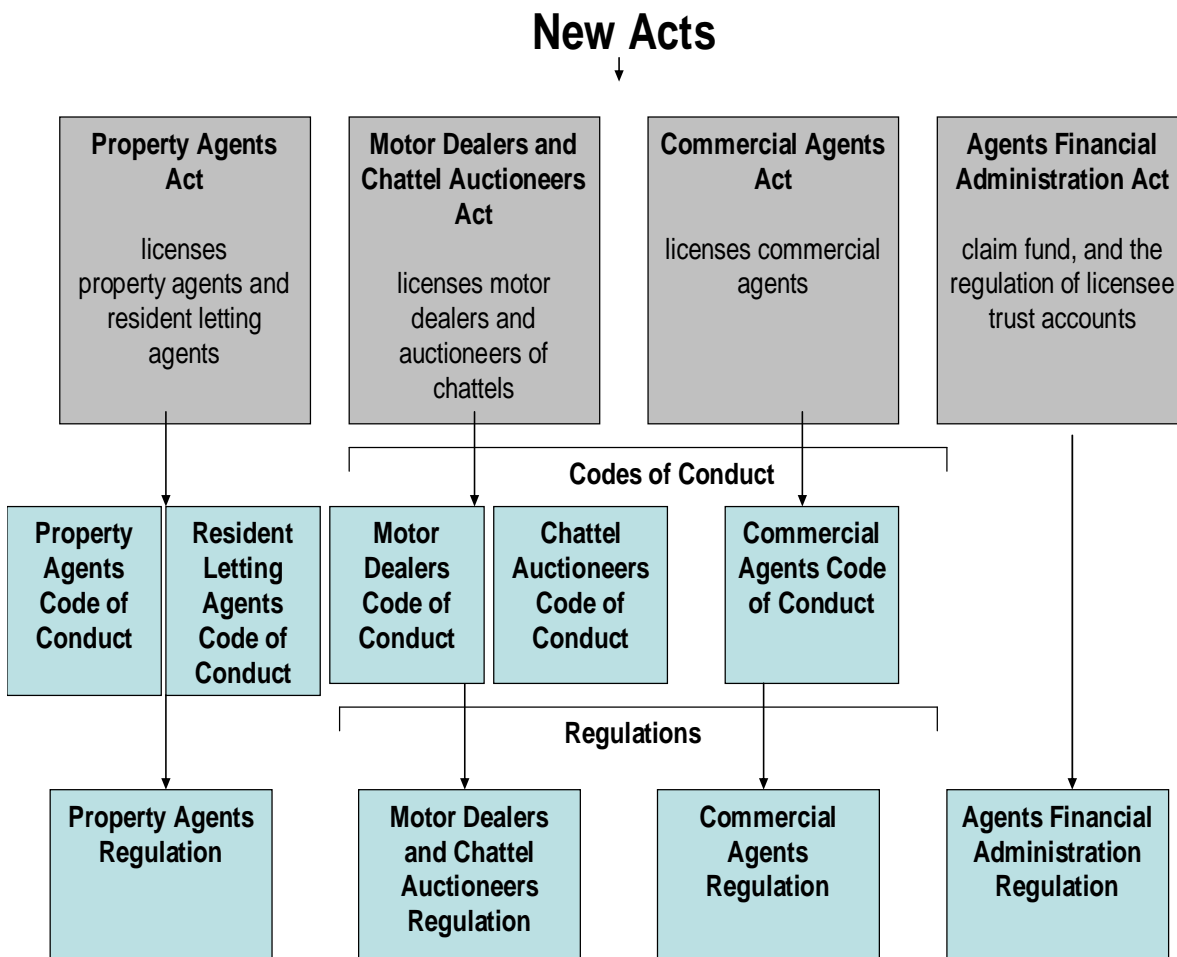 New Acts
Property Agents
Act
licenses
property agents and
resident letting
agents
Motor Dealers and
Chattel Auctioneers
Act
licenses motor
dealers and
auctioneers of
chattels
Commercial Agents
Act
licenses commercial
agents
Agents Financial
Administration Act
claim fund, and the
regulation of licensee
trust accounts
Codes of Conduct
Property
Agents
Code of
Conduct
Resident
Letting
Agents
Code of
Conduct
Motor
Dealers
Code of
Conduct
Chattel
Auctioneers
Code of
Conduct
Commercial
Agents Code
of Conduct
Regulations
Property Agents
Regulation
Motor Dealers
and Chattel
Auctioneers
Regulation
Commercial
Agents
Regulation
Agents Financial
Administration
Regulation